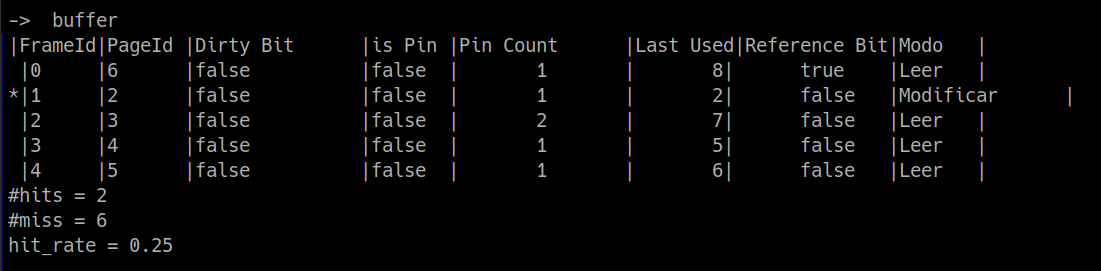 ->  buffer
|FrameId|PageId |Dirty Bit      |is Pin |Pin Count      |Last Used|Reference Bit|Modo   |
 |0     |6      |false          |false  |       1       |       8|      true    |Leer   |
*|1     |2      |false          |false  |       1       |       2|      false   |Modificar      |
 |2     |3      |false          |false  |       2       |       7|      false   |Leer   |
 |3     |4      |false          |false  |       1       |       5|      false   |Leer   |
 |4     |5      |false          |false  |       1       |       6|      false   |Leer   |
#hits = 2
#miss = 6
hit_rate = 0.25